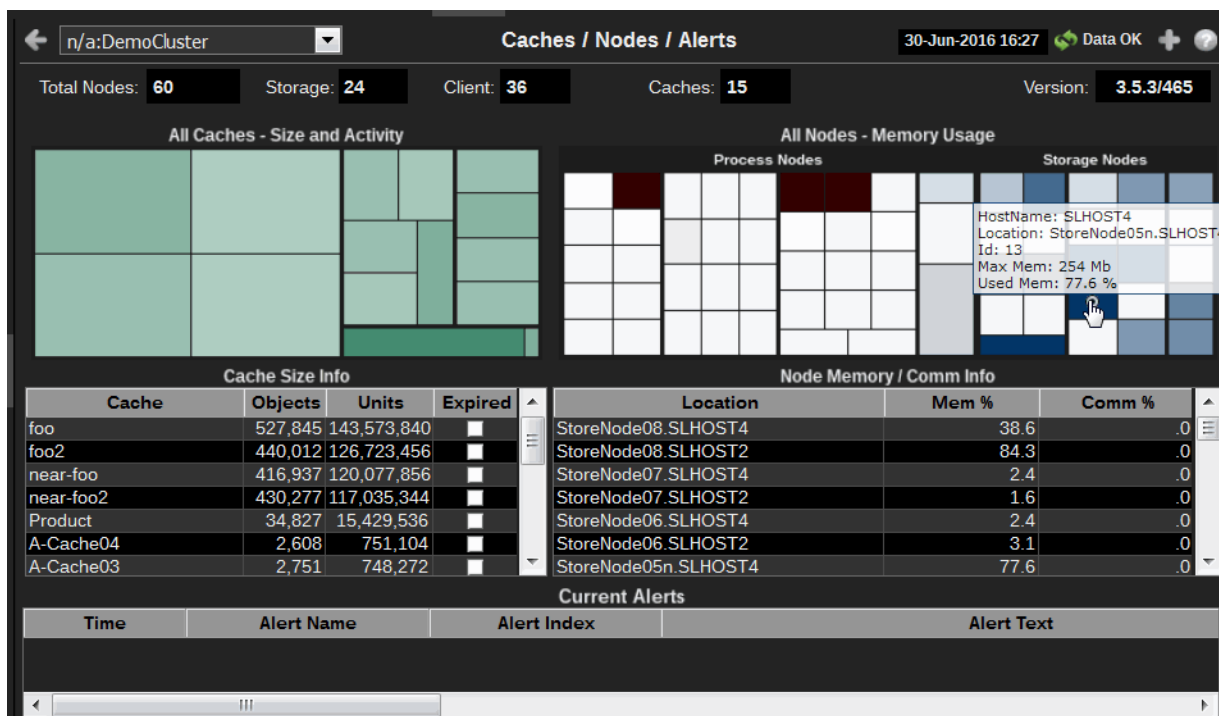 n/a:DemoCluster Caches / Nodes / Alerts 30-Jun-2016 16:27 Data OK
Total Nodes: 60 Storage: 24 Client: 36 Caches: 15 Version: 3.5.3/465
All Caches - Size and Activity All Nodes - Memory Usage
Process Nodes Storage Nodes
HostName: SLHOST4
Location: StoreNode05n.SLHOST4
Id: 13
Max Mem: 254 Mb
Used Mem: 77.6 %
Cache Size Info Node Memory / Comm Info
Cache Objects Units Expired Location Mem % Comm %
foo 527,845 143,573,840 StoreNode08.SLHOST4 38.6 .0
foo2 440,012 126,723,456 StoreNode08.SLHOST2 84.3 .0
near-foo 416,937 120,077,856 StoreNode07.SLHOST4 2.4 .0
near-foo2 430,277 117,035,344 StoreNode07.SLHOST2 1.6 .0
Product 34,827 15,429,536 StoreNode06.SLHOST4 2.4 .0
A-Cache04 2,608 751,104 StoreNode06.SLHOST2 3.1 .0
A-Cache03 2,751 748,272 StoreNode05n.SLHOST4 77.6 .0
Current Alerts
Time Alert Name Alert Index Alert Text